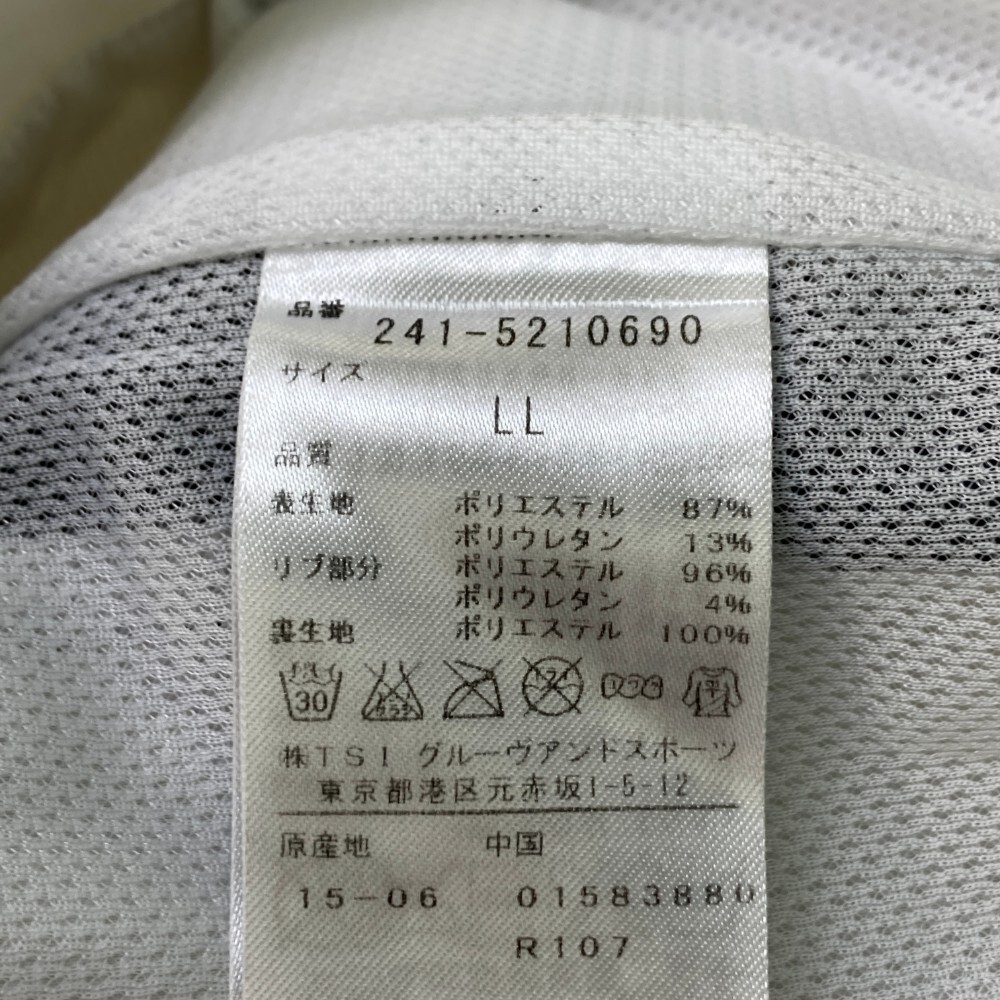 品番 241-5210690
サイズ
LL
品質
表生地 ポリエステル 87%
ポリウレタン 13%
リブ部分 ポリエステル 96%
ポリウレタン 4%
裏生地 ポリエステル 100%
30
平
株TSI グルーヴアンドスポーツ
東京都港区元赤坂1-5-12
原産地 中国
15-06 01583880
R107